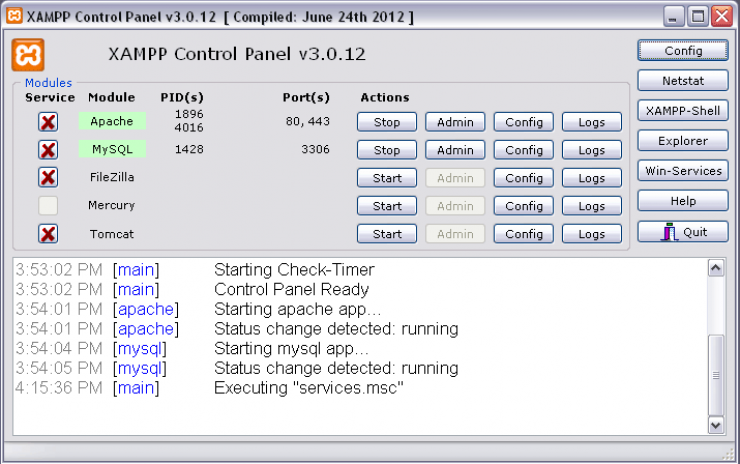 XAMPP Control Panel v3.0.12 [ Compiled: June 24th 2012 ]
XAMPP Control Panel v3.0.12
Config
Netstat
XAMPP-Shell
Explorer
Win-Services
Help
Quit
Modules
Service Module PID(s) Port(s) Actions
Apache 1896 4016 80, 443 Stop Admin Config Logs
MySQL 1428 3306 Stop Admin Config Logs
FileZilla Start Admin Config Logs
Mercury Start Admin Config Logs
Tomcat Start Admin Config Logs
3:53:02 PM [main] Starting Check-Timer
3:53:02 PM [main] Control Panel Ready
3:54:01 PM [apache] Starting apache app...
3:54:01 PM [apache] Status change detected: running
3:54:04 PM [mysql] Starting mysql app...
3:54:05 PM [mysql] Status change detected: running
4:15:36 PM [main] Executing "services.msc"